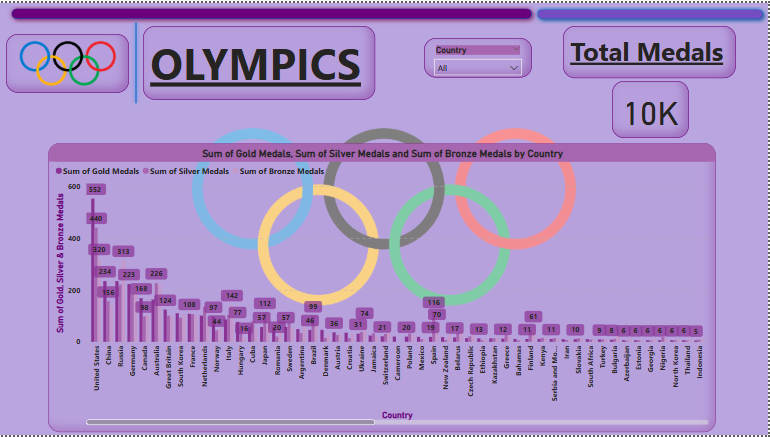 OLYMPICS
Country
All
Total Medals
10K
Sum of Gold Medals, Sum of Silver Medals and Sum of Bronze Medals by Country
Sum of Gold Medals Sum of Silver Medals Sum of Bronze Medals
Sum of Gold, Silver & Bronze Medals
600
400
200
0
552
440
320
234
156
313
223
168
98
226
124
108
97
44
142
77
16
112
57
20
37
99
46
36
31
74
21
20
116
70
19
17
13
12
61
11
11
10
9
8
6
6
6
6
6
6
5
United States
China
Russia
Germany
Canada
Australia
Great Britain
South Korea
France
Netherlands
Norway
Italy
Hungary
Cuba
Japan
Romania
Sweden
Argentina
Brazil
Denmark
Austria
Croatia
Ukraine
Jamaica
Switzerland
Cameroon
Poland
Mexico
Spain
New Zealand
Belarus
Czech Republic
Ethiopia
Kazakhstan
Greece
Bahamas
Finland
Kenya
Serbia and Mo...
Iran
Slovakia
South Africa
Turkey
Bulgaria
Azerbaijan
Estonia
Georgia
Nigeria
North Korea
Thailand
Indonesia
Country